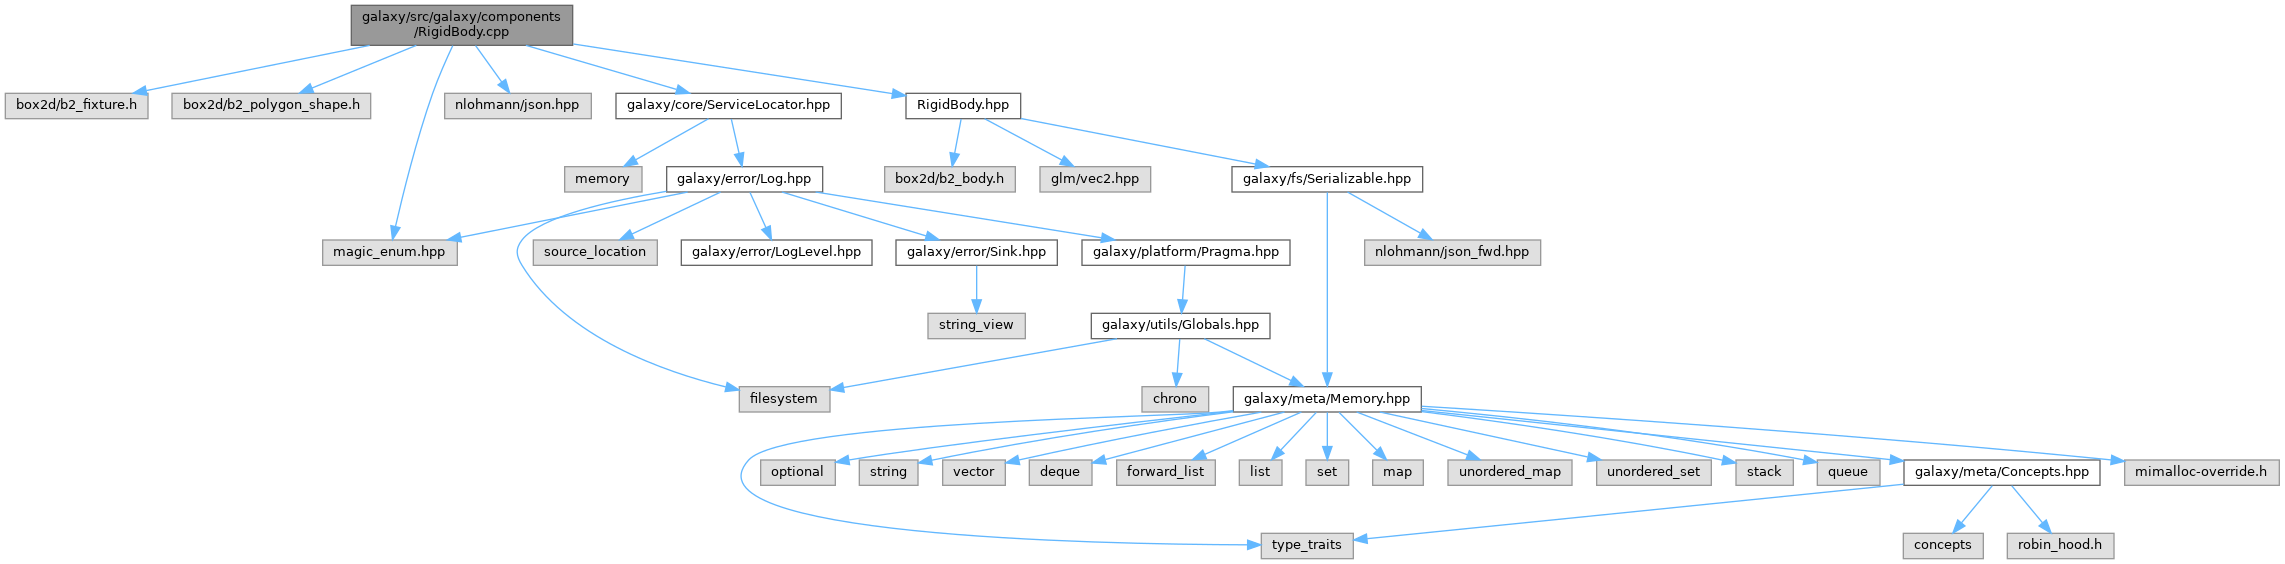 galaxy/src/galaxy/components
/RigidBody.cpp
box2d/b2_fixture.h
box2d/b2_polygon_shape.h
nlohmann/json.hpp
galaxy/core/ServiceLocator.hpp
RigidBody.hpp
memory
galaxy/error/Log.hpp
box2d/b2_body.h
glm/vec2.hpp
galaxy/fs/Serializable.hpp
magic_enum.hpp
source_location
galaxy/error/LogLevel.hpp
galaxy/error/Sink.hpp
galaxy/platform/Pragma.hpp
nlohmann/json_fwd.hpp
string_view
galaxy/utils/Globals.hpp
filesystem
chrono
galaxy/meta/Memory.hpp
optional
string
vector
deque
forward_list
list
set
map
unordered_map
unordered_set
stack
queue
galaxy/meta/Concepts.hpp
mimalloc-override.h
type_traits
concepts
robin_hood.h